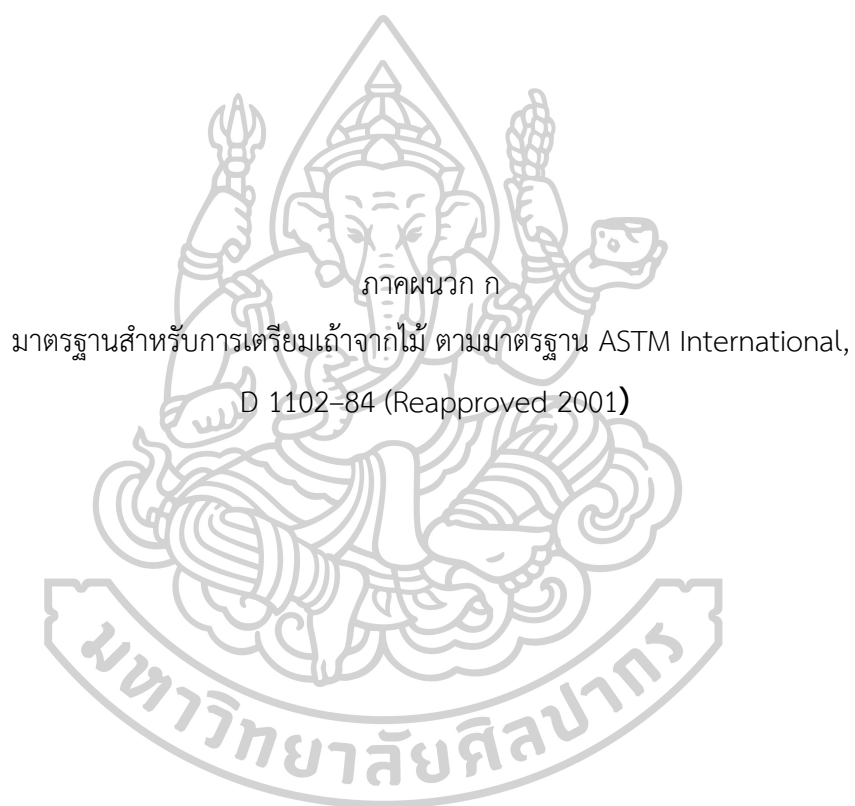 ภาคผนวก ก
มาตรฐานสำหรับการเตรียมเถ้าจากไม้ ตามมาตรฐาน ASTM International,
D 1102–84 (Reapproved 2001)
มหาวิทยาลัยศิลปากร